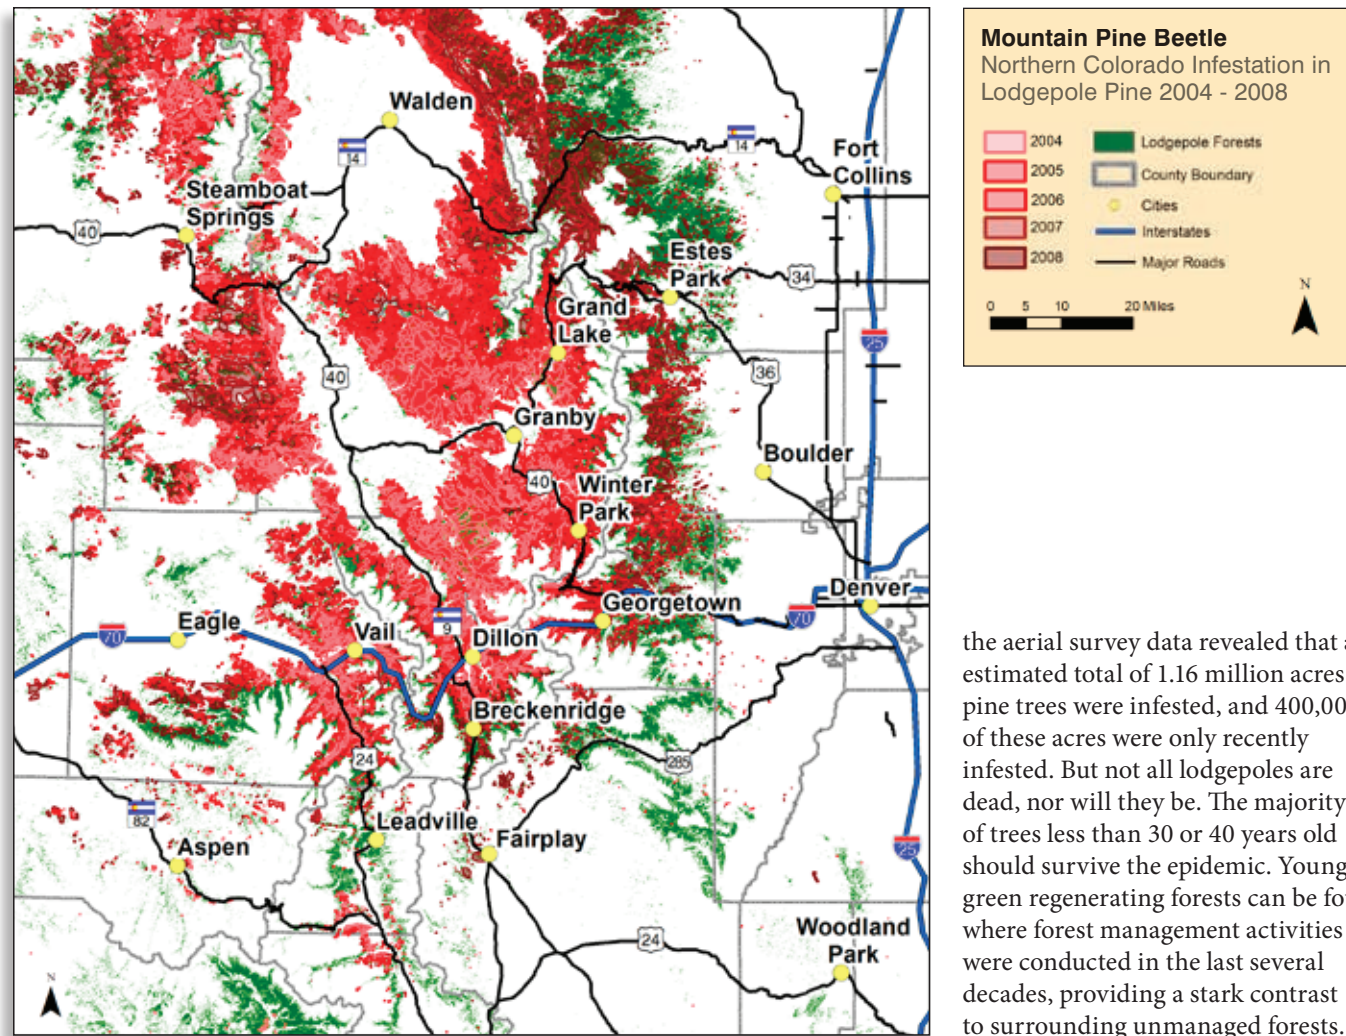 Walden
14
14
Fort
Collins
Steamboat
Springs
40
Estes
Park
34
Grand
Lake
25
40
36
Granby
Boulder
40
Winter
Park
Denver
Georgetown
70
Eagle
70
Vail
9
Dillon
Breckenridge
24
285
82
Leadville
Fairplay
25
Aspen
Woodland
Park
24
N
Mountain Pine Beetle
Northern Colorado Infestation in
Lodgepole Pine 2004 - 2008
2004
2005
2006
2007
2008
Lodgepole Forests
County Boundary
Cities
Interstates
Major Roads
0 5 10 20 Miles
N
the aerial survey data revealed that
estimated total of 1.16 million acres
pine trees were infested, and 400,00
of these acres were only recently
infested. But not all lodgepoles are
dead, nor will they be. The majority
of trees less than 30 or 40 years old
should survive the epidemic. Young
green regenerating forests can be
where forest management activities
were conducted in the last several
decades, providing a stark contrast
to surrounding unmanaged forests.